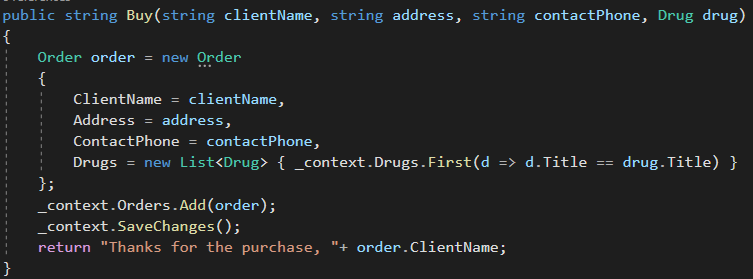 public string Buy(string clientName, string address, string contactPhone, Drug drug)
{
Order order = new Order
{
ClientName = clientName,
Address = address,
ContactPhone = contactPhone,
Drugs = new List<Drug> { _context.Drugs.First(d => d.Title == drug.Title) }
};
_context.Orders.Add(order);
_context.SaveChanges();
return "Thanks for the purchase, "+ order.ClientName;
}